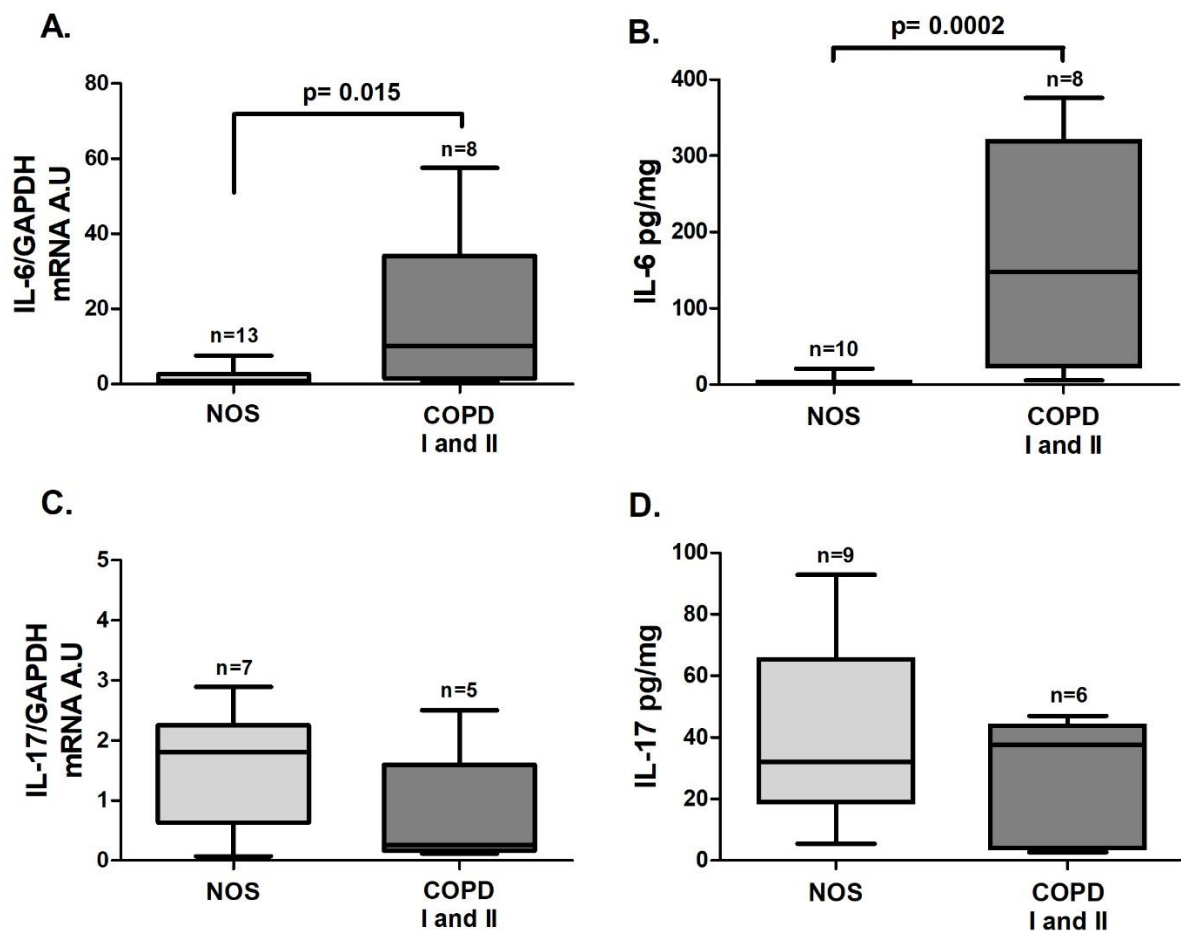 A.
p= 0.015
80
60
40
20
0
IL-6/GAPDH
mRNA A.U
n=13
n=8
NOS
COPD
I and II
B.
p= 0.0002
400
300
200
100
0
IL-6 pg/mg
n=10
n=8
NOS
COPD
I and II
C.
5
4
3
2
1
0
IL-17/GAPDH
mRNA A.U
n=7
n=5
NOS
COPD
I and II
D.
100
80
60
40
20
0
IL-17 pg/mg
n=9
n=6
NOS
COPD
I and II